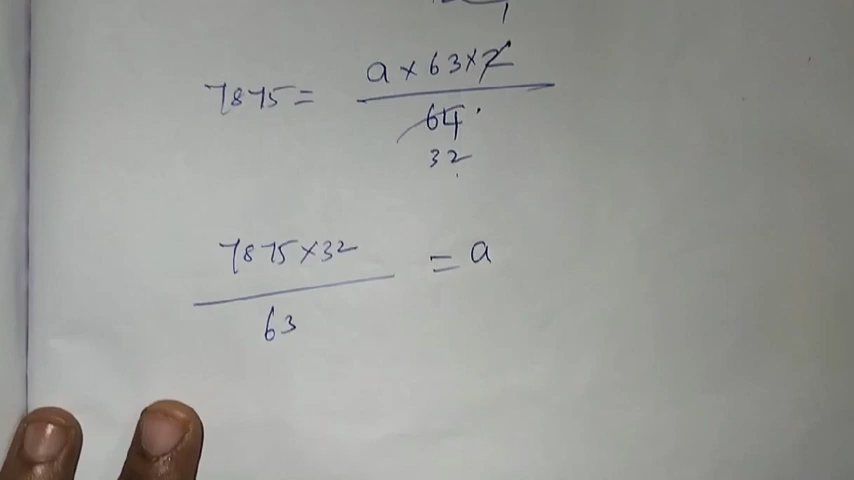 7875 = a × 63 × 2
64
32
7875 × 32 = a
63